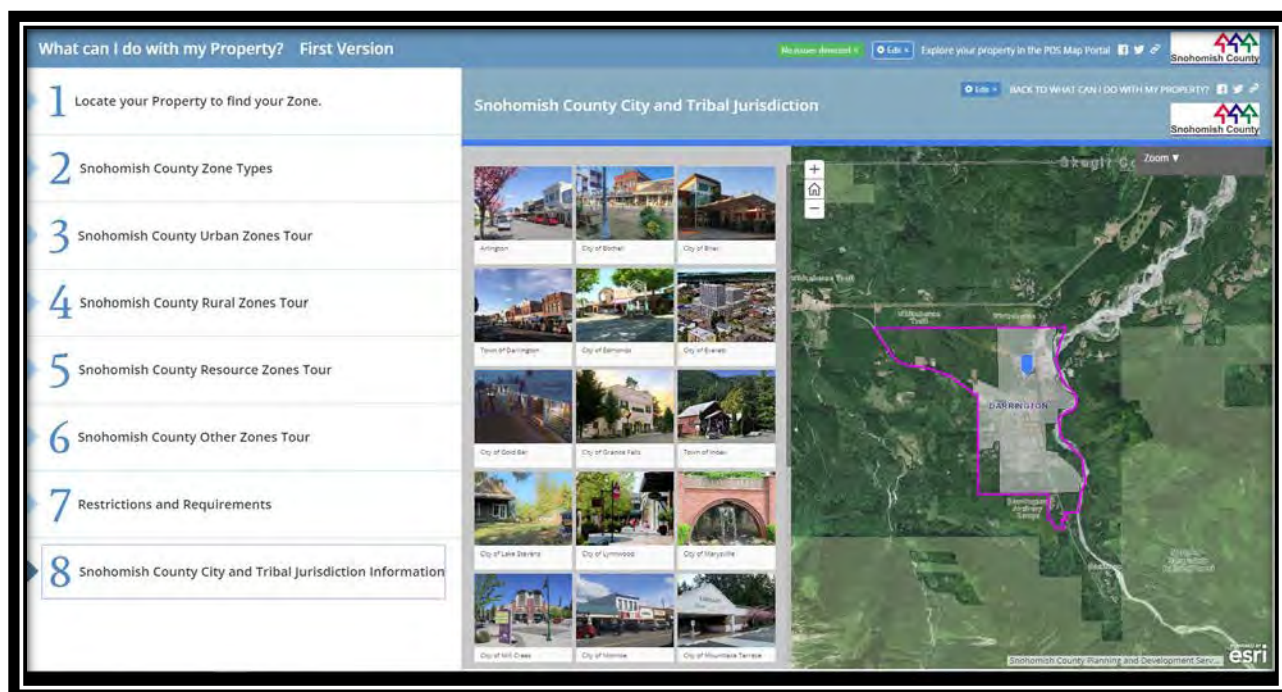 What can I do with my Property? First Version
No issues detected
Edit
Explore your property in the PDS Map Portal
Snohomish County
1 Locate your Property to find your Zone.
2 Snohomish County Zone Types
3 Snohomish County Urban Zones Tour
4 Snohomish County Rural Zones Tour
5 Snohomish County Resource Zones Tour
6 Snohomish County Other Zones Tour
7 Restrictions and Requirements
8 Snohomish County City and Tribal Jurisdiction Information
Snohomish County City and Tribal Jurisdiction
Edit
BACK TO WHAT CAN I DO WITH MY PROPERTY?
Snohomish County
Arlington
City of Bothell
City of Brier
Town of Darrington
City of Edmonds
City of Everett
City of Gold Bar
City of Granite Falls
Town of Index
City of Lake Stevens
City of Lynnwood
City of Marysville
City of Mill Creek
City of Monroe
City of Mountlake Terrace
+
−
Zoom ▼
Skagit
DARRINGTON
Snohomish County Planning and Development Serv...
POWERED BY
esri